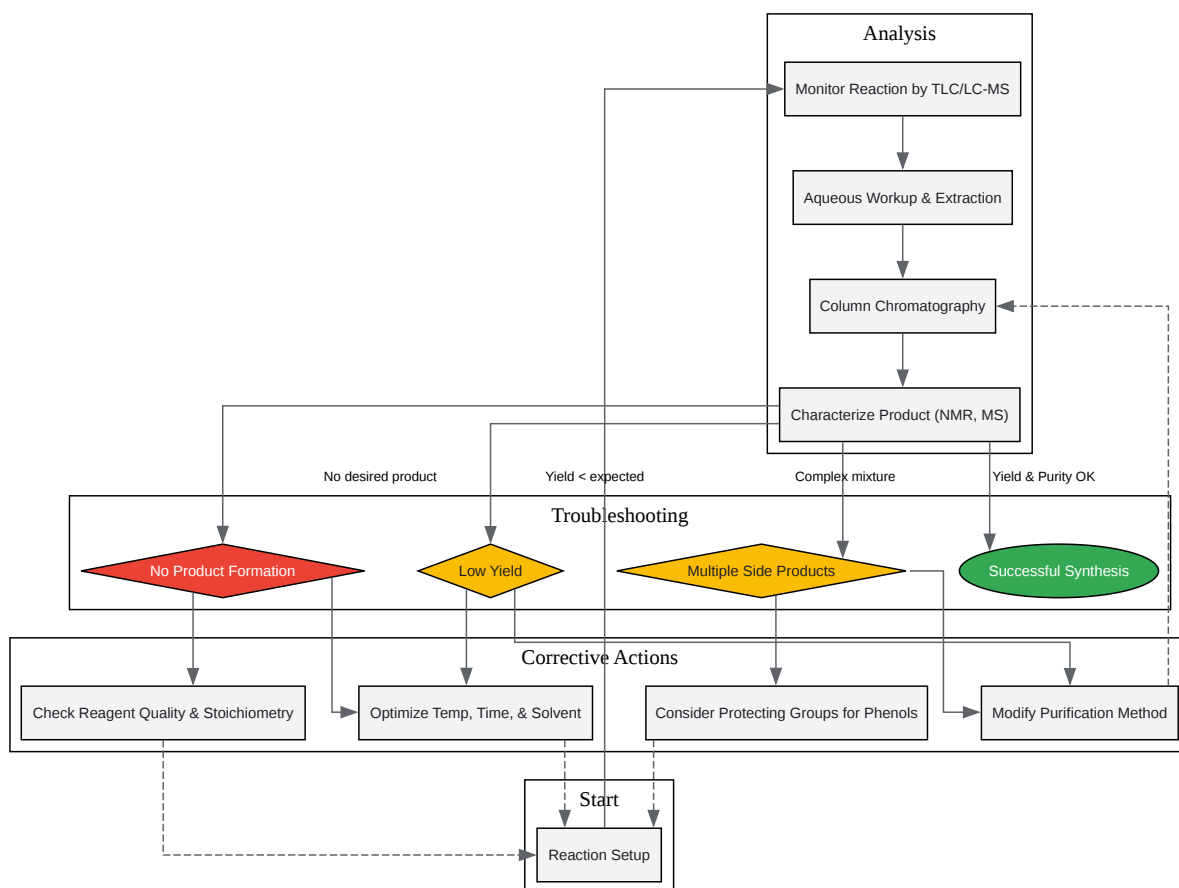 Analysis
Monitor Reaction by TLC/LC-MS
Aqueous Workup & Extraction
Column Chromatography
Characterize Product (NMR, MS)
No desired product
Yield < expected
Complex mixture
Yield & Purity OK
Troubleshooting
No Product Formation
Low Yield
Multiple Side Products
Successful Synthesis
Corrective Actions
Check Reagent Quality & Stoichiometry
Optimize Temp, Time, & Solvent
Consider Protecting Groups for Phenols
Modify Purification Method
Start
Reaction Setup